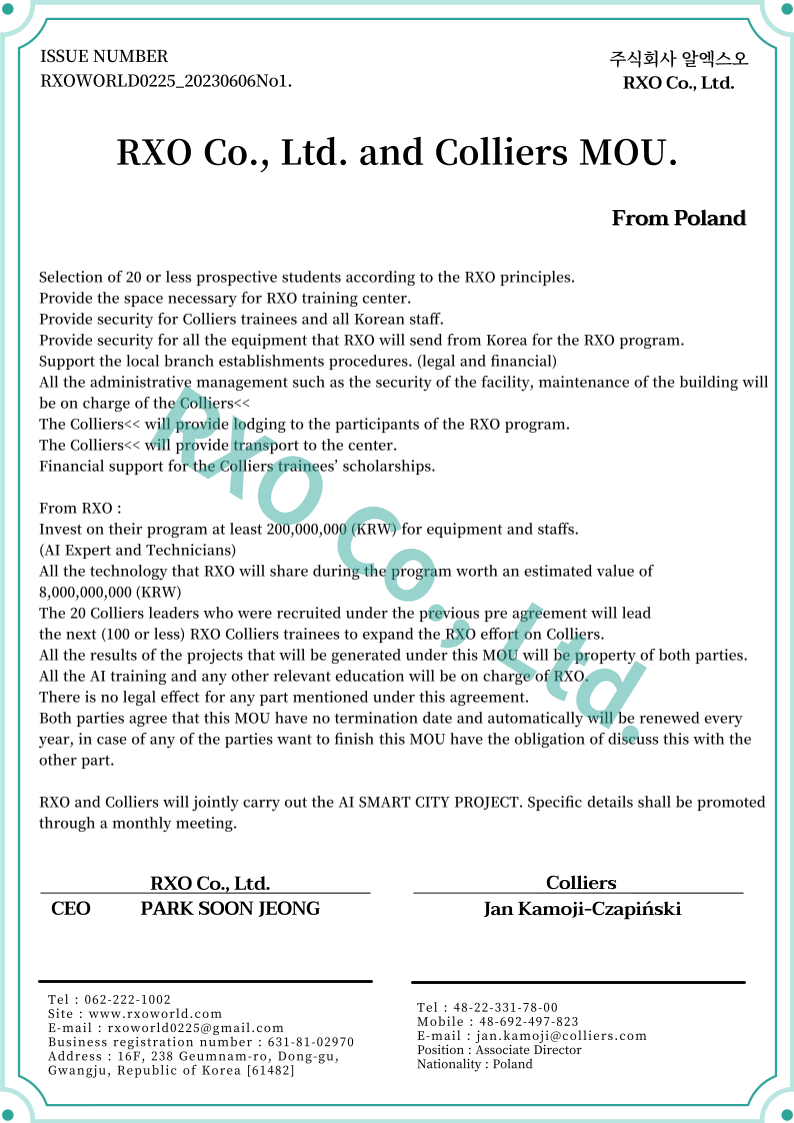 ISSUE NUMBER
RXOWORLD0225_20230606No1.
주식회사 알엑스오
RXO Co., Ltd.
RXO Co., Ltd. and Colliers MOU.
From Poland
Selection of 20 or less prospective students according to the RXO principles.
Provide the space necessary for RXO training center.
Provide security for Colliers trainees and all Korean staff.
Provide security for all the equipment that RXO will send from Korea for the RXO program.
Support the local branch establishments procedures. (legal and financial)
All the administrative management such as the security of the facility, maintenance of the building will
be on charge of the Colliers<<
The Colliers<< will provide lodging to the participants of the RXO program.
The Colliers<< will provide transport to the center.
Financial support for the Colliers trainees' scholarships.
From RXO :
Invest on their program at least 200,000,000 (KRW) for equipment and staffs.
(AI Expert and Technicians)
All the technology that RXO will share during the program worth an estimated value of
8,000,000,000 (KRW)
The 20 Colliers leaders who were recruited under the previous pre agreement will lead
the next (100 or less) RXO Colliers trainees to expand the RXO effort on Colliers.
All the results of the projects that will be generated under this MOU will be property of both parties.
All the AI training and any other relevant education will be on charge of RXO.
There is no legal effect for any part mentioned under this agreement.
Both parties agree that this MOU have no termination date and automatically will be renewed every
year, in case of any of the parties want to finish this MOU have the obligation of discuss this with the
other part.
RXO and Colliers will jointly carry out the AI SMART CITY PROJECT. Specific details shall be promoted
through a monthly meeting.
RXO Co., Ltd.
RXO Co., Ltd.
CEO PARK SOON JEONG
Colliers
Jan Kamoji-Czapiński
Tel : 062-222-1002
Site : www.rxoworld.com
E-mail : rxoworld0225@gmail.com
Business registration number : 631-81-02970
Address : 16F, 238 Geumnam-ro, Dong-gu,
Gwangju, Republic of Korea [61482]
Tel : 48-22-331-78-00
Mobile : 48-692-497-823
E-mail : jan.kamoji@colliers.com
Position : Associate Director
Nationality : Poland